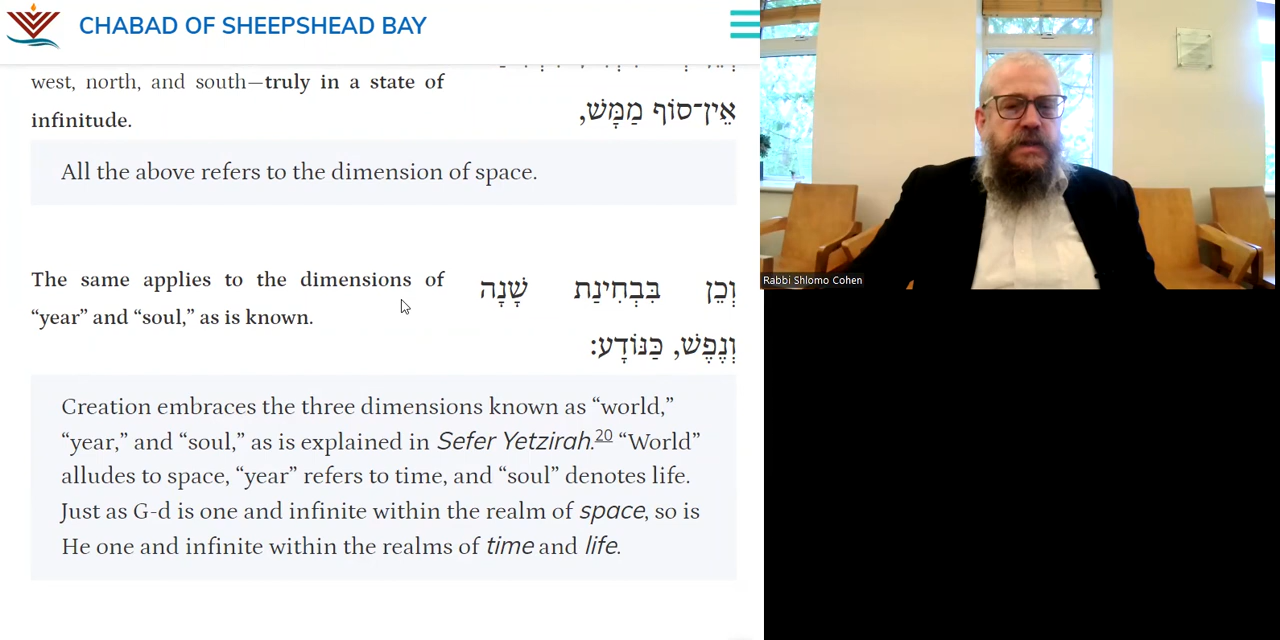 CHABAD OF SHEEPSHEAD BAY
west, north, and south—truly in a state of
infinitude.
אֵין־סוֹף מַמָּשׁ,
All the above refers to the dimension of space.
The same applies to the dimensions of
“year” and “soul,” as is known.
וְכֵן בִּבְחִינַת שָׁנָה
וְנֶפֶשׁ, כַּנּוֹדָע:
Creation embraces the three dimensions known as “world,”
“year,” and “soul,” as is explained in Sefer Yetzirah.20 “World”
alludes to space, “year” refers to time, and “soul” denotes life.
Just as G-d is one and infinite within the realm of space, so is
He one and infinite within the realms of time and life.
Rabbi Shlomo Cohen